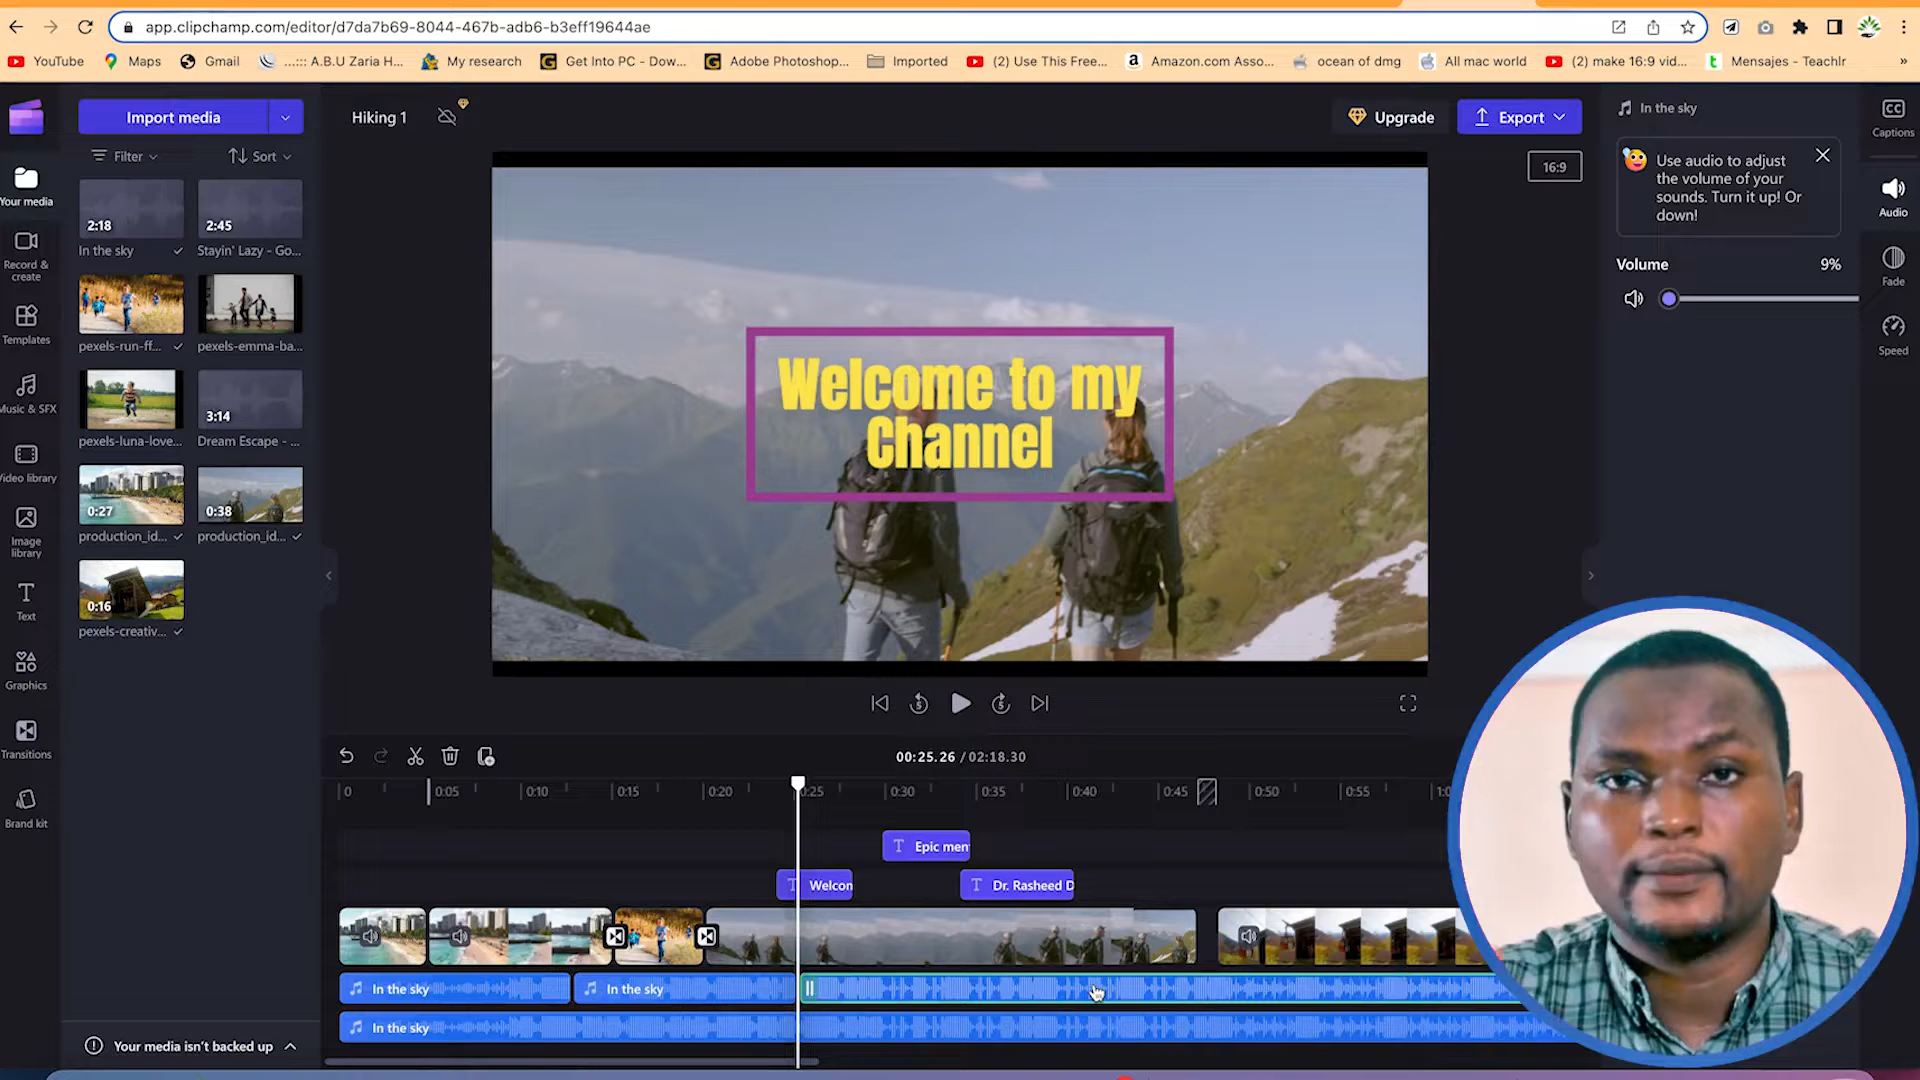 app.clipchamp.com/editor/d7da7b69-8044-467b-adb6-b3eff19644ae
YouTube
Maps
Gmail
...::: A.B.U Zaria H...
My research
Get Into PC - Dow...
Adobe Photoshop...
Imported
(2) Use This Free...
Amazon.com Asso...
ocean of dmg
All mac world
(2) make 16:9 vid...
Mensajes - Teachlr
»
Import media
Hiking 1
Upgrade
Export
In the sky
Captions
Filter
Sort
16:9
Use audio to adjust
the volume of your
sounds. Turn it up! Or
down!
Audio
Volume
9%
Fade
Speed
Your media
Record &
create
Templates
Music & SFX
Video library
Image
library
Text
Graphics
Transitions
Brand kit
2:18
2:45
In the sky
Stayin' Lazy - Go...
pexels-run-ff...
pexels-emma-ba...
3:14
pexels-luna-love...
Dream Escape - ...
0:27
0:38
production_id...
production_id...
0:16
pexels-creativ...
Welcome to my
Channel
5
5
00:25.26 / 02:18.30
0
0:05
0:10
0:15
0:20
0:25
0:30
0:35
0:40
0:45
0:50
0:55
T Epic men
T Welcon
T Dr. Rasheed D
In the sky
In the sky
In the sky
Your media isn't backed up